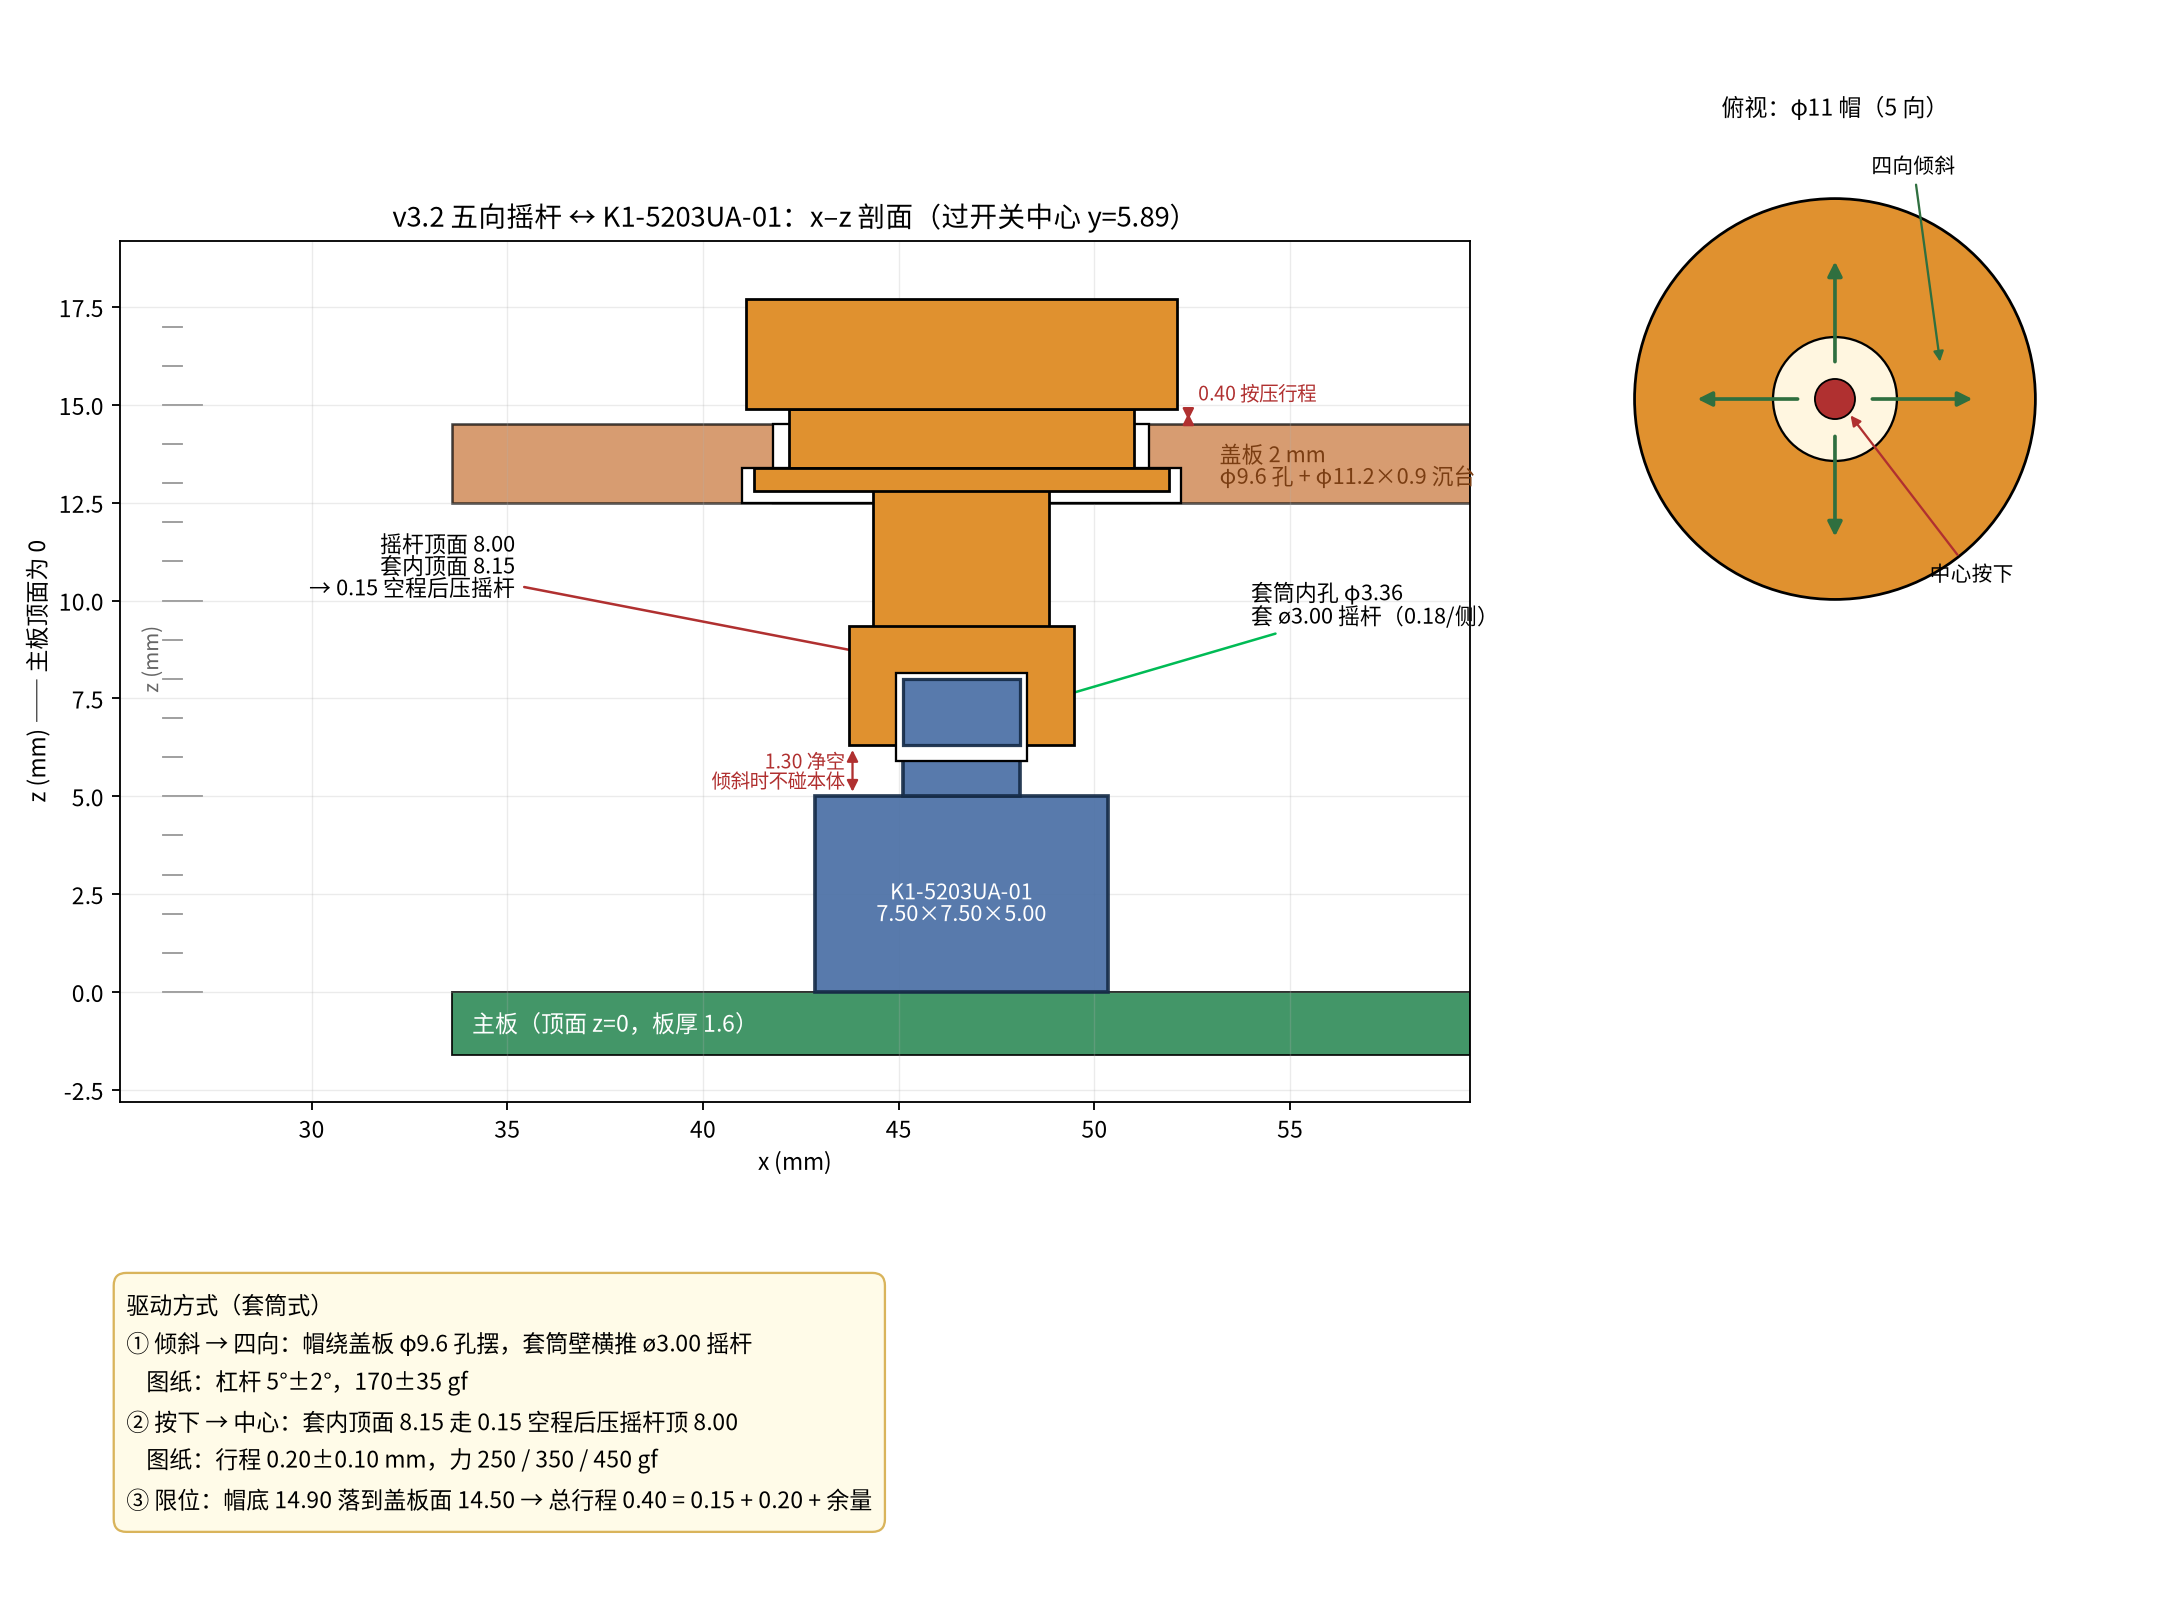 俯视：φ11 帽（5 向）
四向倾斜
中心按下
v3.2 五向摇杆 ↔ K1-5203UA-01：x–z 剖面（过开关中心 y=5.89）
17.5
15.0
12.5
10.0
7.5
5.0
2.5
0.0
-2.5
z (mm) —— 主板顶面为 0
z (mm)
0.40 按压行程
盖板 2 mm
φ9.6 孔 + φ11.2×0.9 沉台
摇杆顶面 8.00
套内顶面 8.15
→ 0.15 空程后压摇杆
套筒内孔 φ3.36
套 ø3.00 摇杆（0.18/侧）
1.30 净空
倾斜时不碰本体
K1-5203UA-01
7.50×7.50×5.00
主板（顶面 z=0，板厚 1.6）
30
35
40
45
50
55
x (mm)
驱动方式（套筒式）
① 倾斜 → 四向：帽绕盖板 φ9.6 孔摆，套筒壁横推 ø3.00 摇杆
图纸：杠杆 5°±2°，170±35 gf
② 按下 → 中心：套内顶面 8.15 走 0.15 空程后压摇杆顶 8.00
图纸：行程 0.20±0.10 mm，力 250 / 350 / 450 gf
③ 限位：帽底 14.90 落到盖板面 14.50 → 总行程 0.40 = 0.15 + 0.20 + 余量